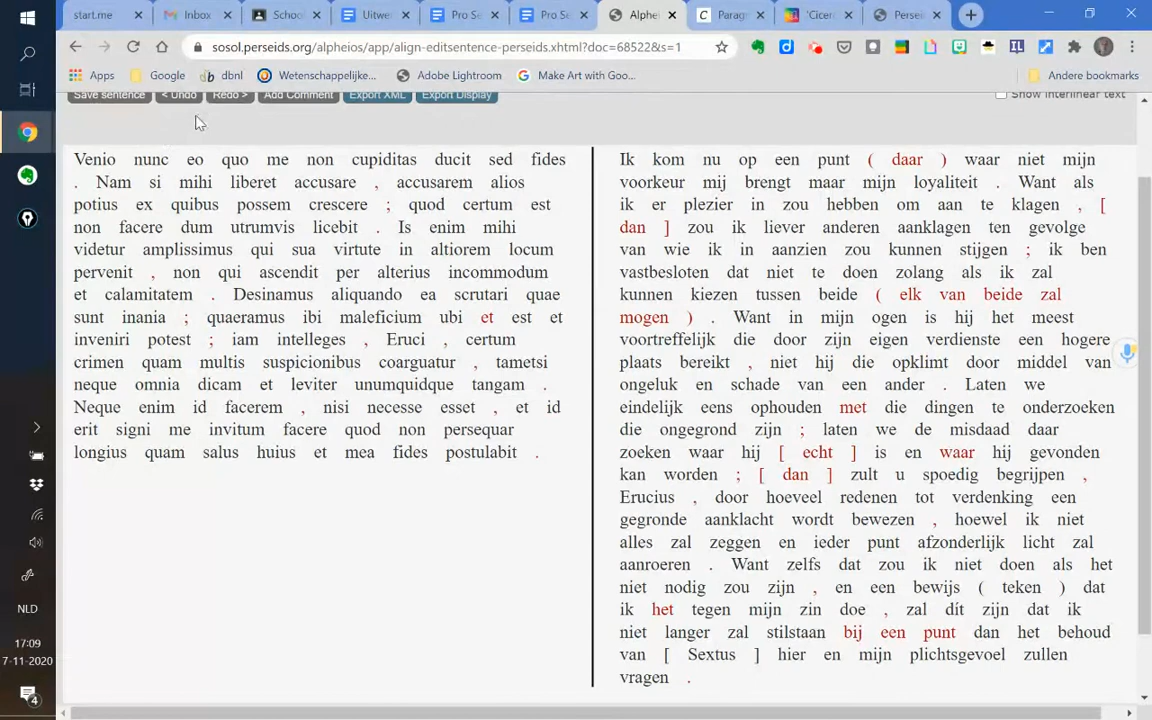 start.me
Inbox
School
Uitwe
Pro Se
Pro Se
Alphei
Paragr
'Cicer
Perse
sosol.perseids.org/alpheios/app/align-editsentence-perseids.xhtml?doc=68522&s=1
Apps
Google
dbnl
Wetenschappelijke...
Adobe Lightroom
Make Art with Goo...
Andere bookmarks
Save sentence
< Undo
Redo >
Add Comment
Export XML
Export Display
Show interlinear text
Venio nunc eo quo me non cupiditas ducit sed fides
. Nam si mihi liberet accusare , accusarem alios
potius ex quibus possem crescere ; quod certum est
non facere dum utrumvis licebit . Is enim mihi
videtur amplissimus qui sua virtute in altiorem locum
pervenit , non qui ascendit per alterius incommodum
et calamitatem . Desinamus aliquando ea scrutari quae
sunt inania ; quaeramus ibi maleficium ubi et est et
inveniri potest ; iam intelleges , Eruci , certum
crimen quam multis suspicionibus coarguatur , tametsi
neque omnia dicam et leviter unumquidque tangam .
Neque enim id facerem , nisi necesse esset , et id
erit signi me invitum facere quod non persequar
longius quam salus huius et mea fides postulabit .
Ik kom nu op een punt ( daar ) waar niet mijn
voorkeur mij brengt maar mijn loyaliteit . Want als
ik er plezier in zou hebben om aan te klagen , [
dan ] zou ik liever anderen aanklagen ten gevolge
van wie ik in aanzien zou kunnen stijgen ; ik ben
vastbesloten dat niet te doen zolang als ik zal
kunnen kiezen tussen beide ( elk van beide zal
mogen ) . Want in mijn ogen is hij het meest
voortreffelijk die door zijn eigen verdienste een hogere
plaats bereikt , niet hij die opklimt door middel van
ongeluk en schade van een ander . Laten we
eindelijk eens ophouden met die dingen te onderzoeken
die ongegrond zijn ; laten we de misdaad daar
zoeken waar hij [ echt ] is en waar hij gevonden
kan worden ; [ dan ] zult u spoedig begrijpen ,
Erucius , door hoeveel redenen tot verdenking een
gegronde aanklacht wordt bewezen , hoewel ik niet
alles zal zeggen en ieder punt afzonderlijk licht zal
aanroeren . Want zelfs dat zou ik niet doen als het
niet nodig zou zijn , en een bewijs ( teken ) dat
ik het tegen mijn zin doe , zal dit zijn dat ik
niet langer zal stilstaan bij een punt dan het behoud
van [ Sextus ] hier en mijn plichtsgevoel zullen
vragen .
NLD
17:09
7-11-2020
4